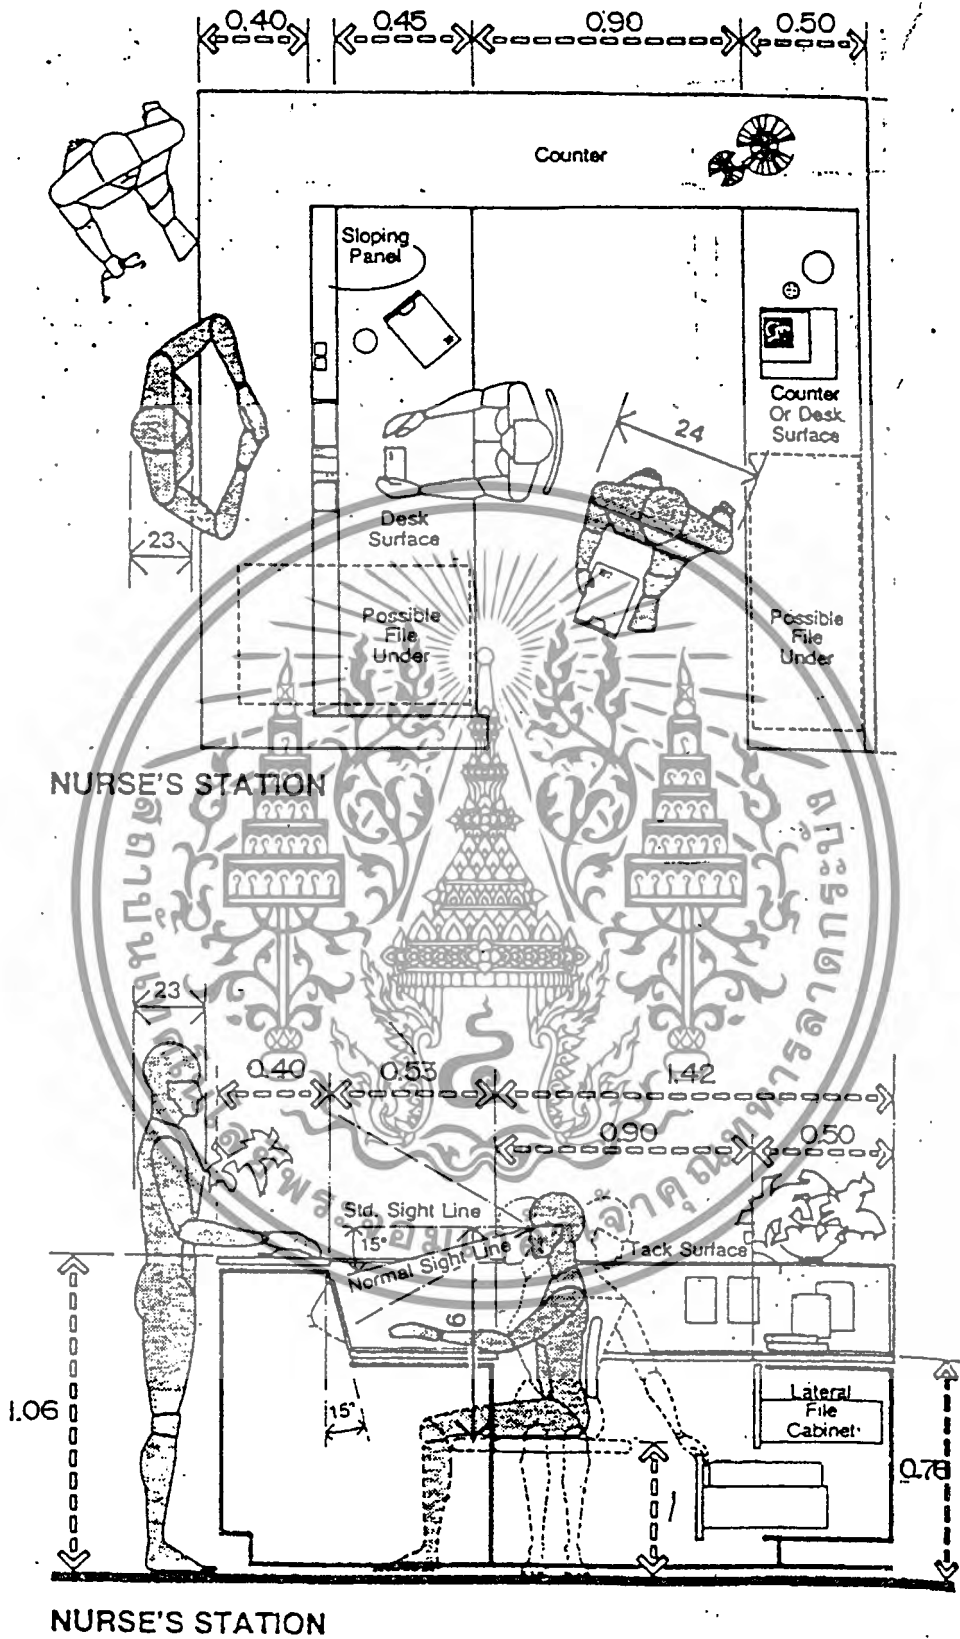 0.40 0.45 0.90 0.50
Counter
Sloping
Panel
Counter
Or Desk
Surface
24
Desk
Surface
23
Possible
File
Under
Possible
File
Under
NURSE'S STATION
23
0.40 0.53 1.42
0.90 0.50
Std. Sight Line
15°
Normal Sight Line
Tack Surface
6
1.06
15°
Lateral
File
Cabinet
0.76
NURSE'S STATION